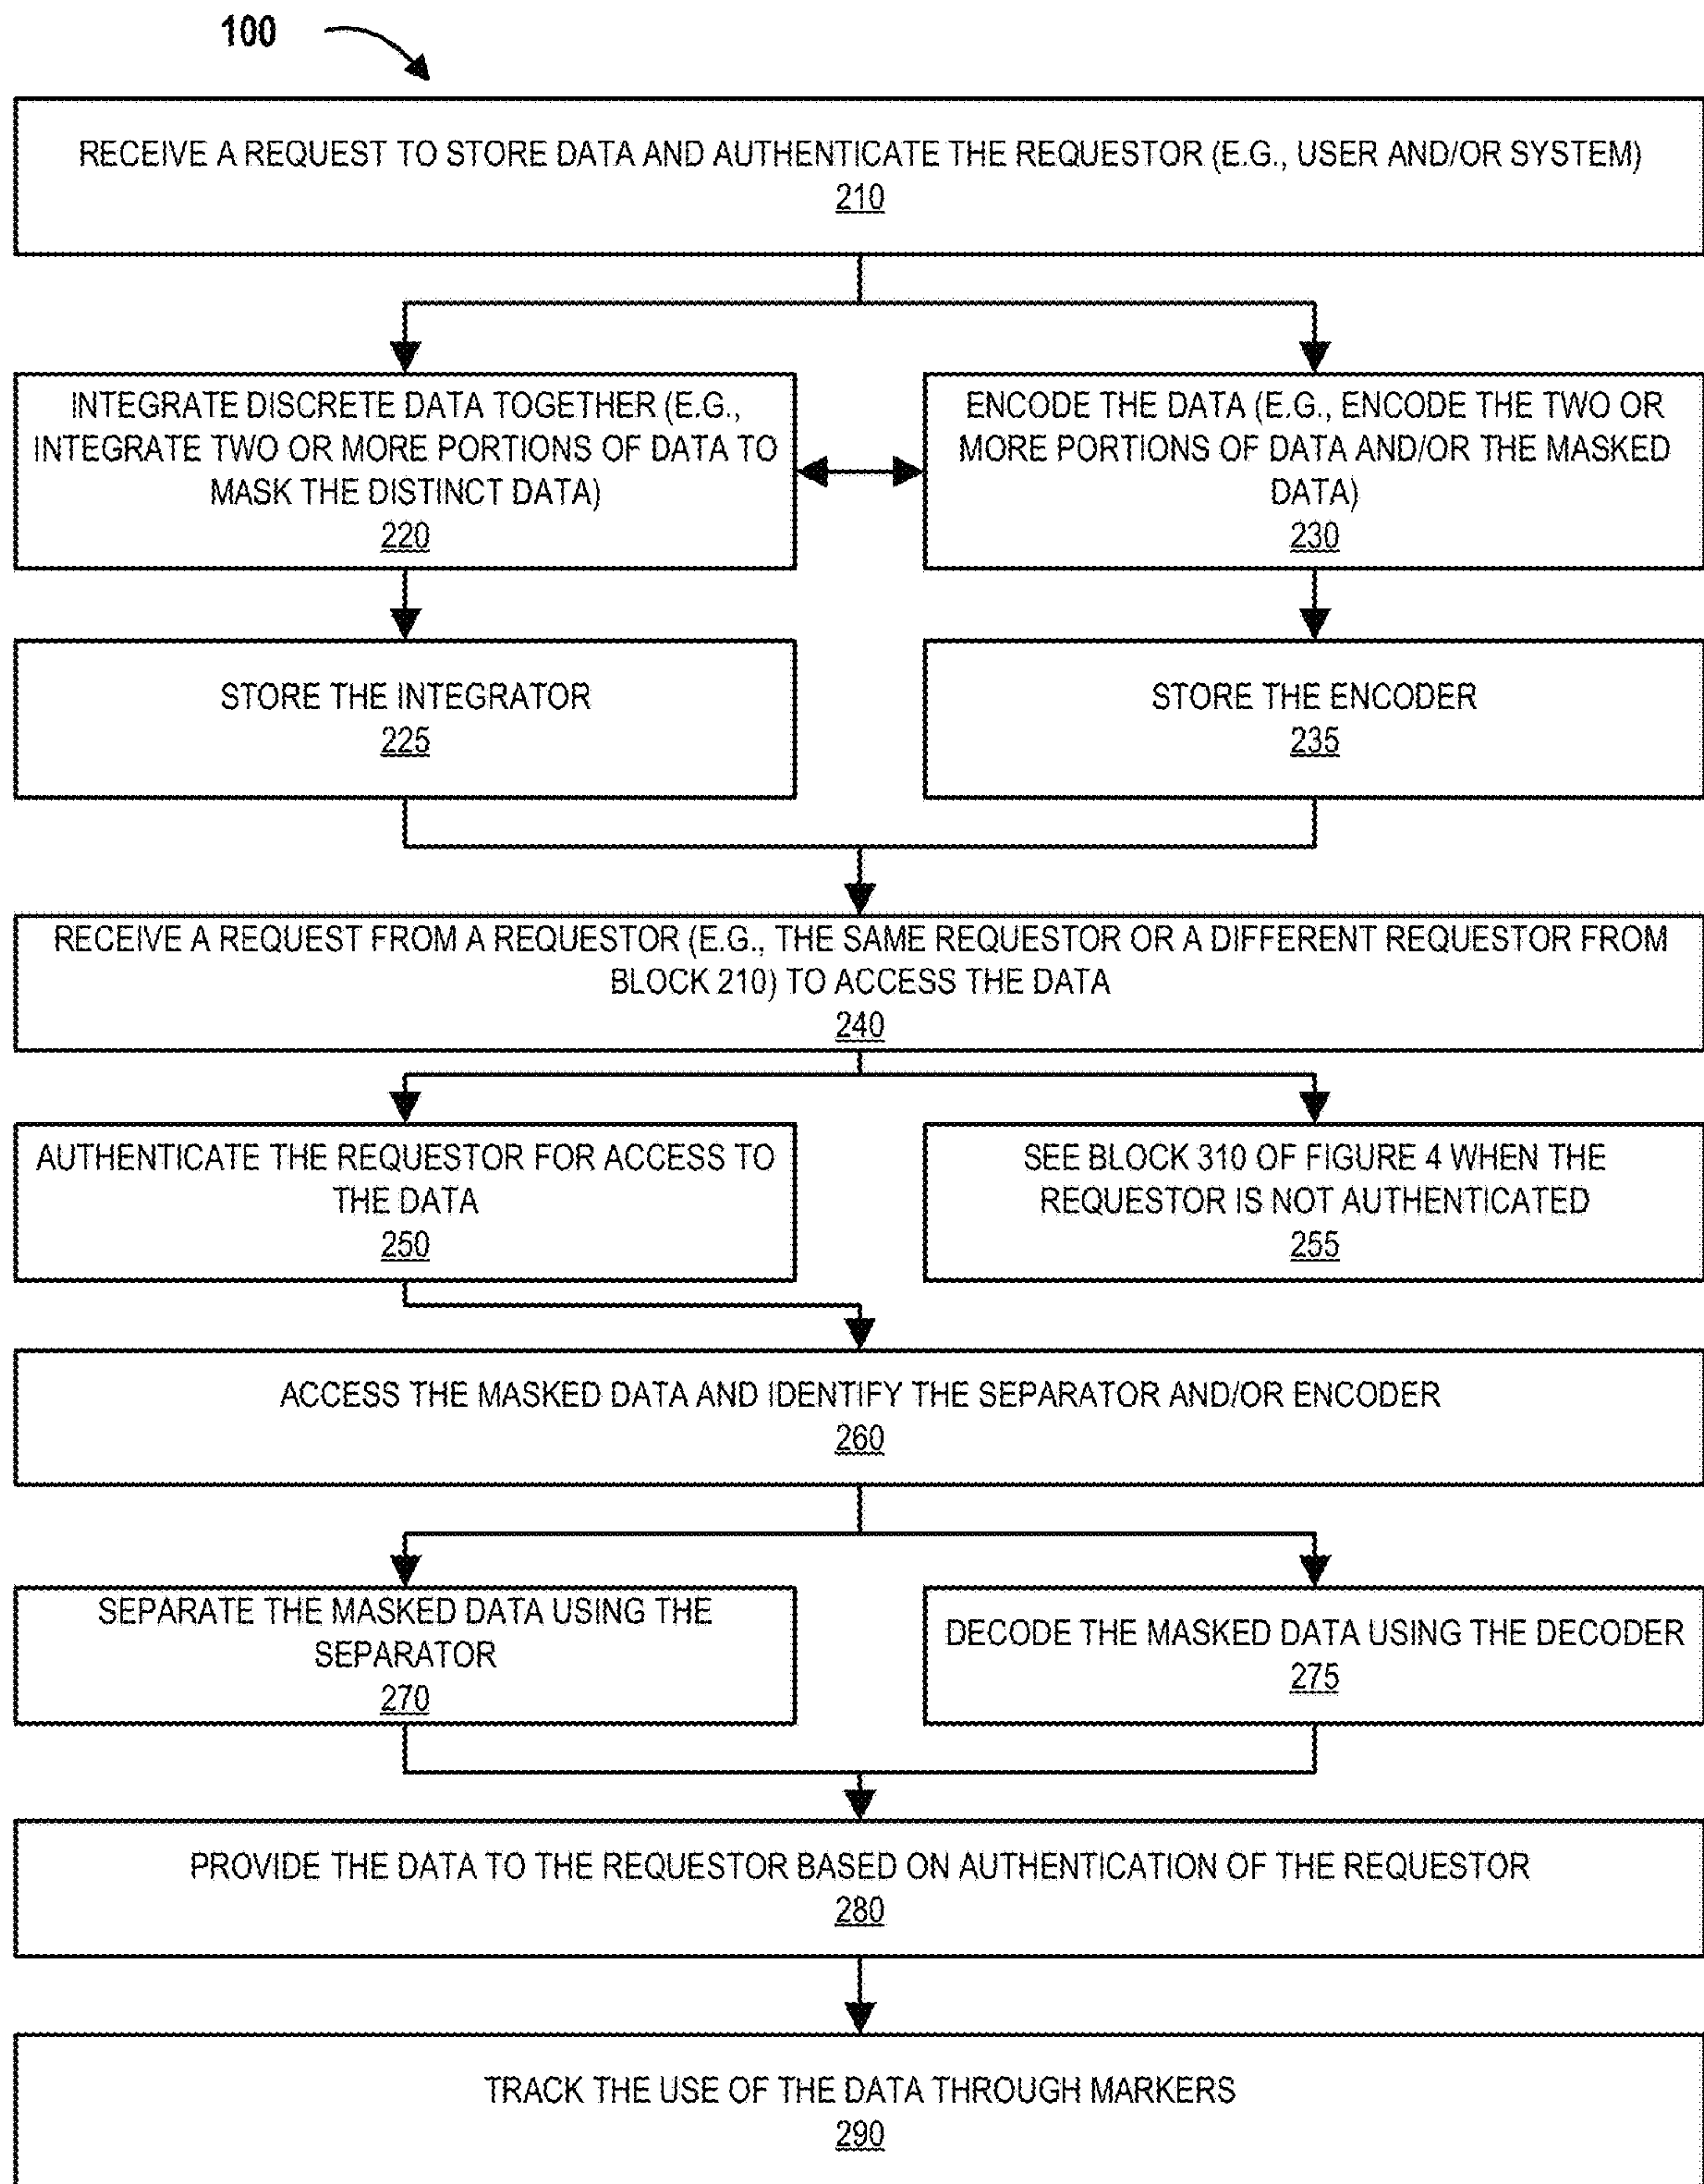 100
RECEIVE A REQUEST TO STORE DATA AND AUTHENTICATE THE REQUESTOR (E.G., USER AND/OR SYSTEM)
210
INTEGRATE DISCRETE DATA TOGETHER (E.G.,
INTEGRATE TWO OR MORE PORTIONS OF DATA TO
MASK THE DISTINCT DATA)
220
ENCODE THE DATA (E.G., ENCODE THE TWO OR
MORE PORTIONS OF DATA AND/OR THE MASKED
DATA)
230
STORE THE INTEGRATOR
225
STORE THE ENCODER
235
RECEIVE A REQUEST FROM A REQUESTOR (E.G., THE SAME REQUESTOR OR A DIFFERENT REQUESTOR FROM
BLOCK 210) TO ACCESS THE DATA
240
AUTHENTICATE THE REQUESTOR FOR ACCESS TO
THE DATA
250
SEE BLOCK 310 OF FIGURE 4 WHEN THE
REQUESTOR IS NOT AUTHENTICATED
255
ACCESS THE MASKED DATA AND IDENTIFY THE SEPARATOR AND/OR ENCODER
260
SEPARATE THE MASKED DATA USING THE
SEPARATOR
270
DECODE THE MASKED DATA USING THE DECODER
275
PROVIDE THE DATA TO THE REQUESTOR BASED ON AUTHENTICATION OF THE REQUESTOR
280
TRACK THE USE OF THE DATA THROUGH MARKERS
290